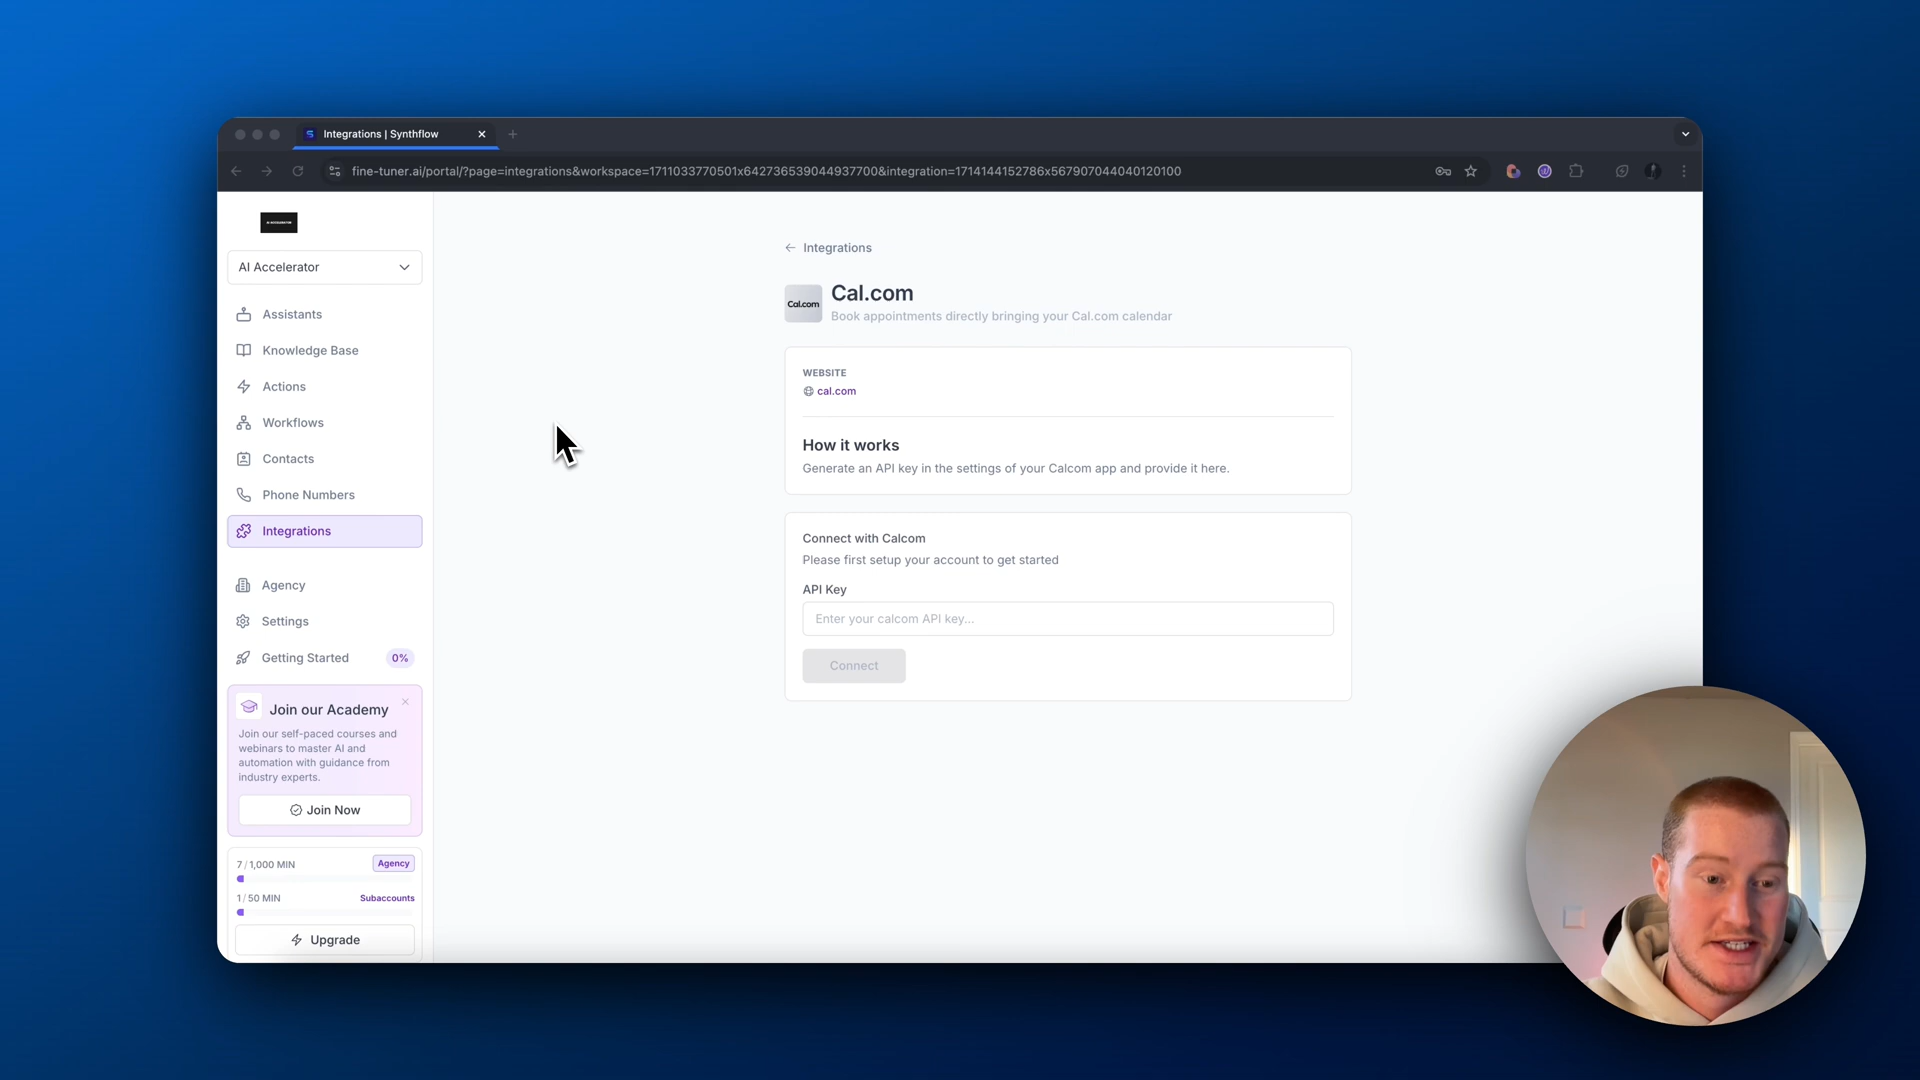 Integrations | Synthflow
fine-tuner.ai/portal/?page=integrations&workspace=1711033770501x642736539044937700&integration=1714144152786x567907044040120100
AI ACCELERATOR
AI Accelerator
Assistants
Knowledge Base
Actions
Workflows
Contacts
Phone Numbers
Integrations
Agency
Settings
Getting Started 0%
Join our Academy
Join our self-paced courses and
webinars to master AI and
automation with guidance from
industry experts.
Join Now
7 / 1,000 MIN Agency
1 / 50 MIN Subaccounts
Upgrade
← Integrations
Cal.com
Cal.com
Book appointments directly bringing your Cal.com calendar
WEBSITE
cal.com
How it works
Generate an API key in the settings of your Calcom app and provide it here.
Connect with Calcom
Please first setup your account to get started
API Key
Enter your calcom API key...
Connect